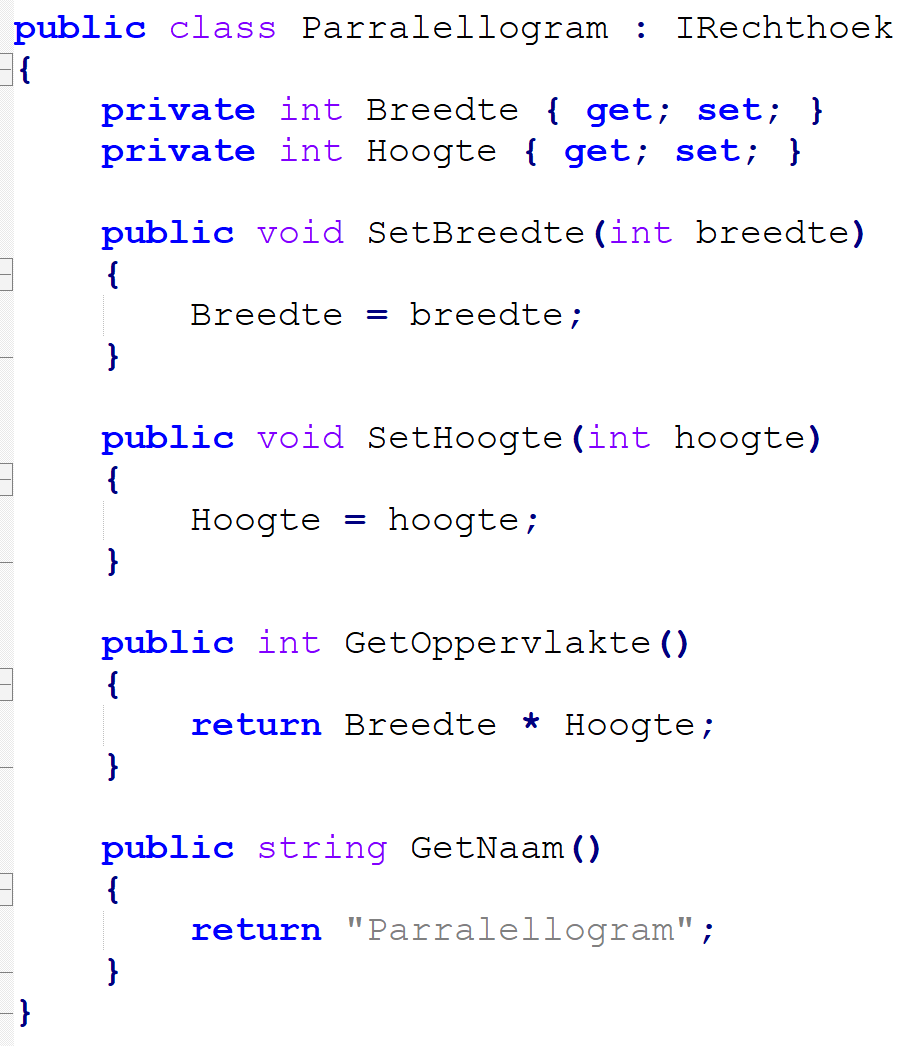 public class Parralellogram : IRechthoek
{
    private int Breedte { get; set; }
    private int Hoogte { get; set; }

    public void SetBreedte(int breedte)
    {
        Breedte = breedte;
    }

    public void SetHoogte(int hoogte)
    {
        Hoogte = hoogte;
    }

    public int GetOppervlakte()
    {
        return Breedte * Hoogte;
    }

    public string GetNaam()
    {
        return "Parralellogram";
    }
}